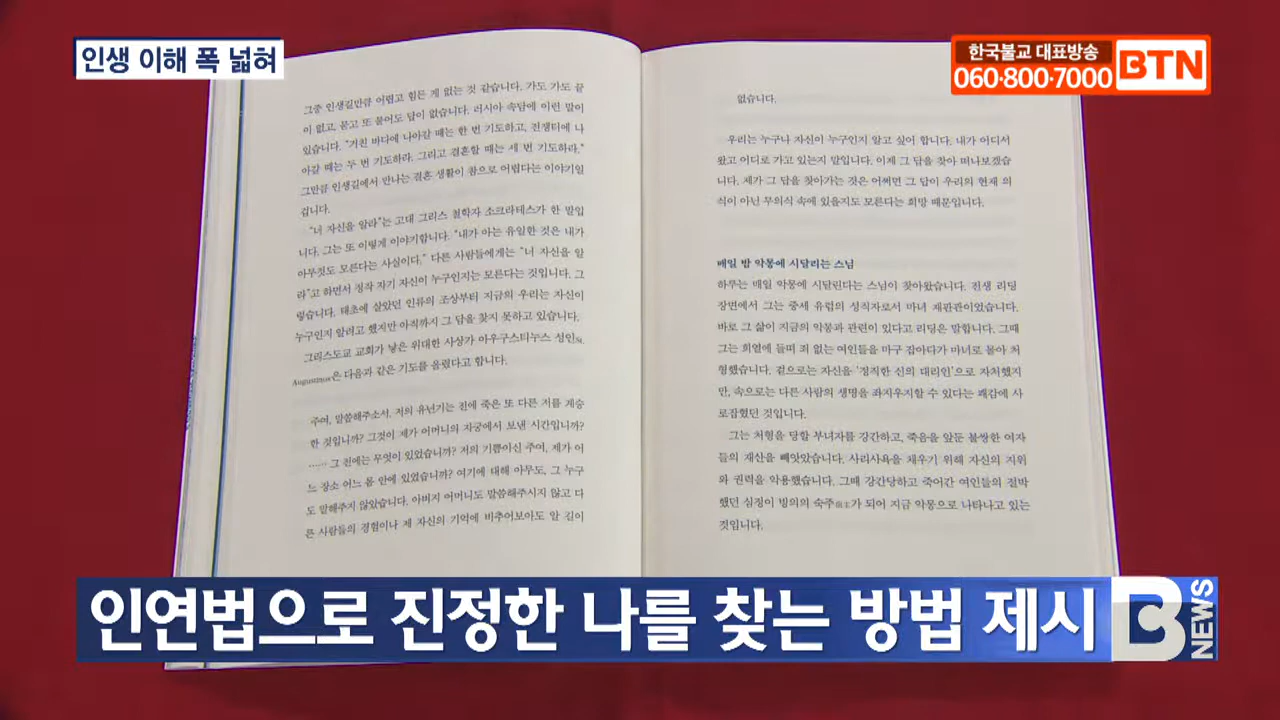 인생 이해 폭 넓혀
한국불교 대표방송
060·800·7000
BTN
그중 인생길만큼 어렵고 힘든 게 없는 것 같습니다. 가도 가도 끝
이 없고, 묻고 또 물어도 답이 없습니다. 러시아 속담에 이런 말이
있습니다. "거친 바다에 나아갈 때는 한 번 기도하고, 전쟁터에 나
아갈 때는 두 번 기도하라. 그리고 결혼할 때는 세 번 기도하라."
그만큼 인생길에서 만나는 결혼 생활이 참으로 어렵다는 이야기일
겁니다.
"너 자신을 알라"는 고대 그리스 철학자 소크라테스가 한 말입
니다. 그는 또 이렇게 이야기합니다. "내가 아는 유일한 것은 내가
아무것도 모른다는 사실이다." 다른 사람들에게는 "너 자신을 알
라"고 하면서 정작 자기 자신이 누구인지는 모른다는 것입니다. 그
렇습니다. 태초에 살았던 인류의 조상부터 지금의 우리는 자신이
누구인지 알려고 했지만 아직까지 그 답을 찾지 못하고 있습니다.
그리스도교 교회가 낳은 위대한 사상가 아우구스티누스 성인St.
Augustinus은 다음과 같은 기도를 올렸다고 합니다.
주여, 말씀해주소서. 저의 유년기는 전에 죽은 또 다른 저를 계승
한 것입니까? 그것이 제가 어머니의 자궁에서 보낸 시간입니까?
…… 그 전에는 무엇이 있었습니까? 저의 기쁨이신 주여, 제가 어
느 장소 어느 몸 안에 있었습니까? 여기에 대해 아무도, 그 누구
도 말해주지 않았습니다. 아버지 어머니도 말씀해주시지 않고 다
른 사람들의 경험이나 제 자신의 기억에 비추어보아도 알 길이
없습니다.
우리는 누구나 자신이 누구인지 알고 싶어 합니다. 내가 어디서
왔고 어디로 가고 있는지 말입니다. 이제 그 답을 찾아 떠나보겠습
니다. 제가 그 답을 찾아가는 것은 어쩌면 그 답이 우리의 현재 의
식이 아닌 무의식 속에 있을지도 모른다는 희망 때문입니다.
매일 밤 악몽에 시달리는 스님
하루는 매일 악몽에 시달린다는 스님이 찾아왔습니다. 전생 리딩
장면에서 그는 중세 유럽의 성직자로서 마녀 재판관이었습니다.
바로 그 삶이 지금의 악몽과 관련이 있다고 리딩은 말합니다. 그때
그는 희열에 들떠 죄 없는 여인들을 마구 잡아다가 마녀로 몰아 처
형했습니다. 겉으로는 자신을 '정직한 신의 대리인'으로 자처했지
만, 속으로는 다른 사람의 생명을 좌지우지할 수 있다는 쾌감에 사
로잡혔던 것입니다.
그는 처형을 당할 부녀자를 강간하고, 죽음을 앞둔 불쌍한 여자
들의 재산을 빼앗았습니다. 사리사욕을 채우기 위해 자신의 지위
와 권력을 악용했습니다. 그때 강간당하고 죽어간 여인들의 절박
했던 심정이 빙의의 숙주宿主가 되어 지금 악몽으로 나타나고 있는
것입니다.
인연법으로 진정한 나를 찾는 방법 제시
B NEWS